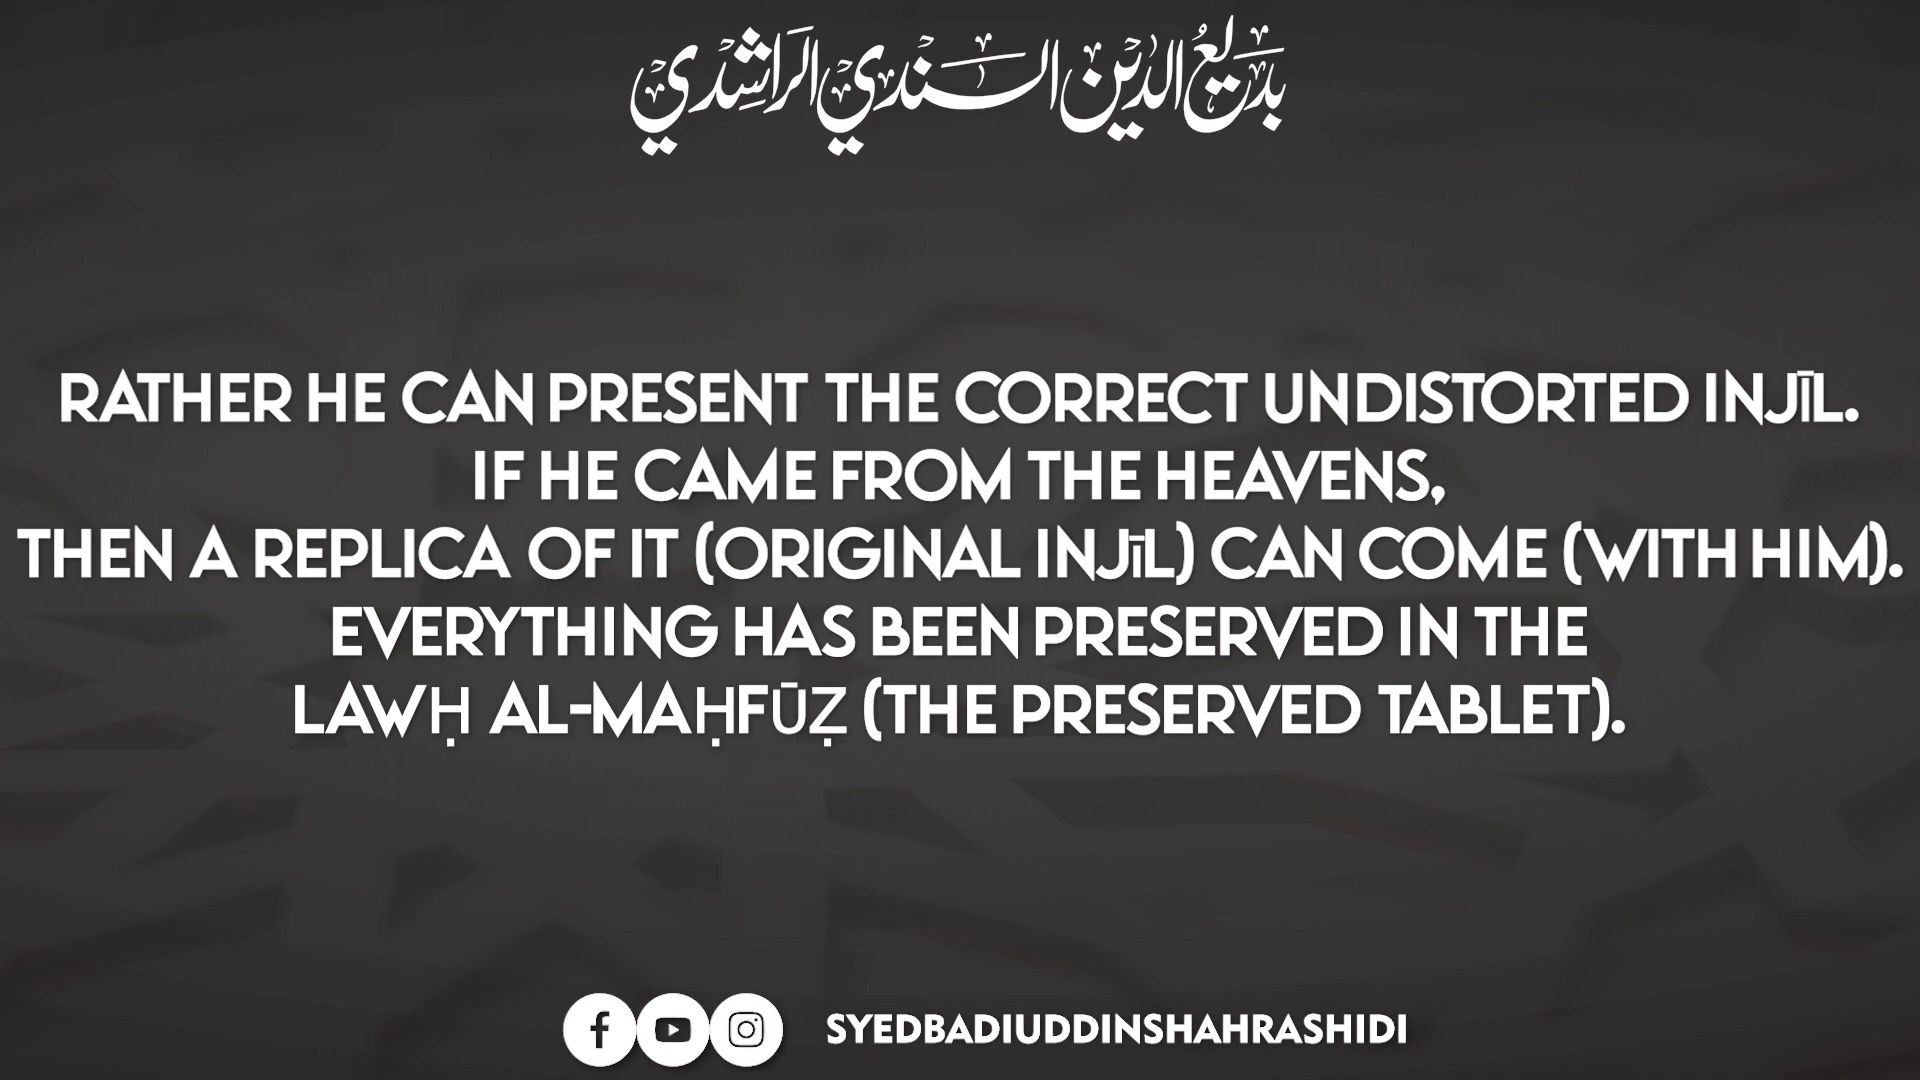 بديع الدين السندي الراشدي
RATHER HE CAN PRESENT THE CORRECT UNDISTORTED INJĪL.
IF HE CAME FROM THE HEAVENS,
THEN A REPLICA OF IT (ORIGINAL INJīL) CAN COME (WITH HIM).
EVERYTHING HAS BEEN PRESERVED IN THE
LAWḤ AL-MAḤFŪẒ (THE PRESERVED TABLET).
SYEDBADIUDDINSHAHRASHIDI